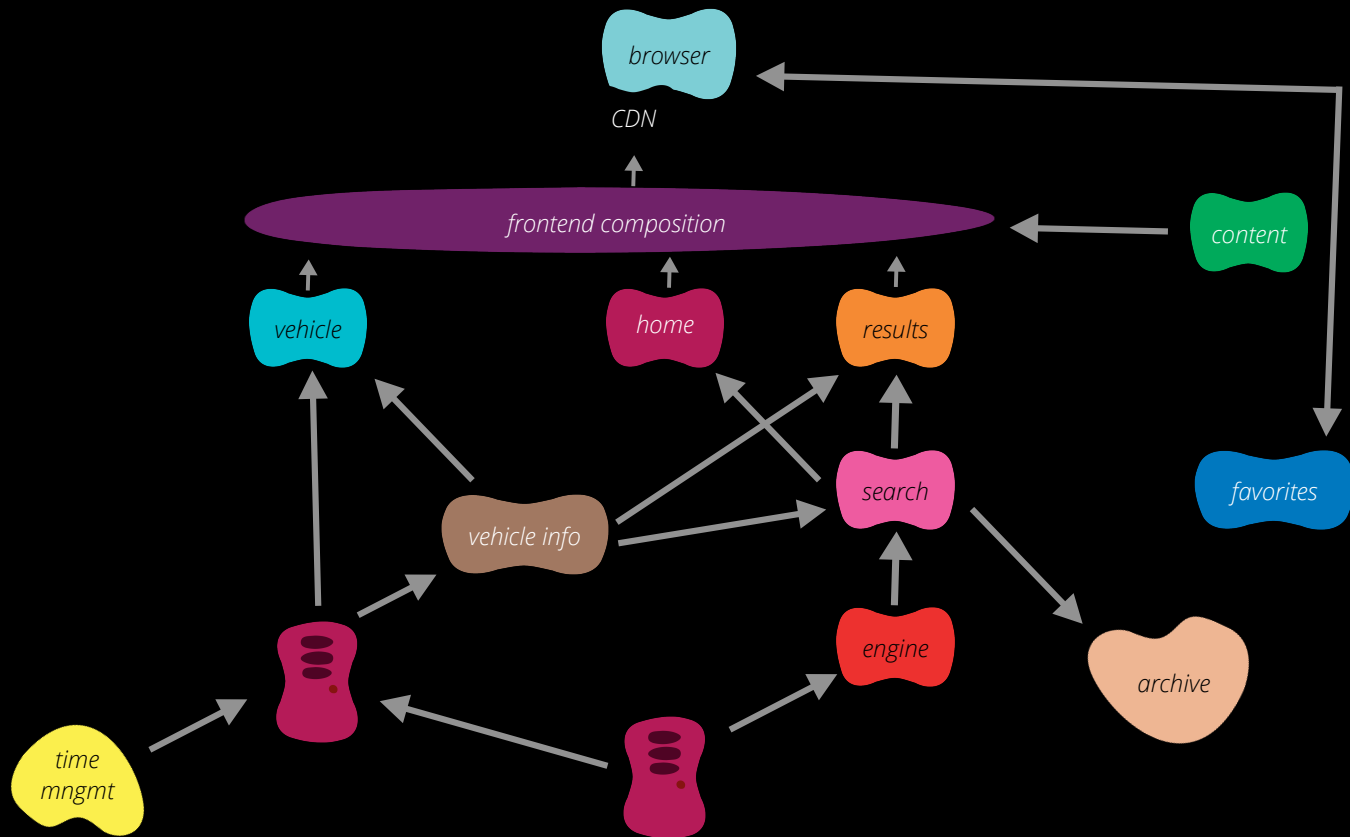 browser
CDN
frontend composition
content
vehicle
home
results
search
favorites
vehicle info
engine
archive
time
mngmt